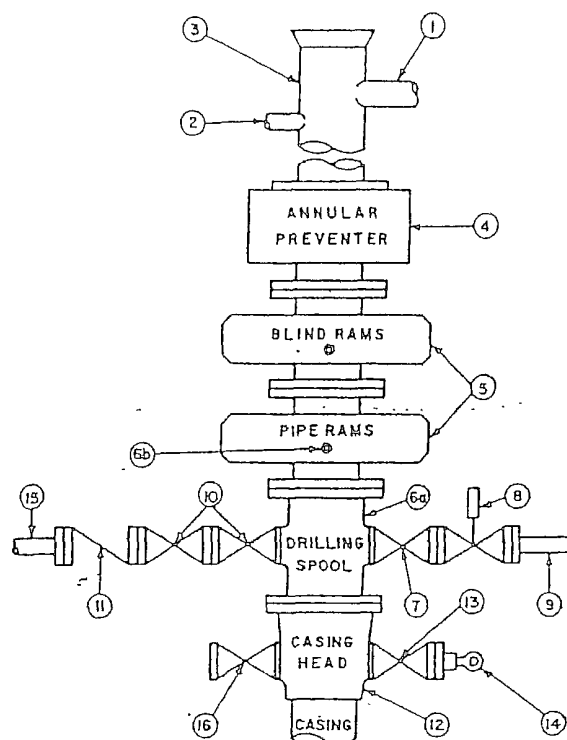 1
3
2
ANNULAR
PREVENTER
4
BLIND RAMS
5
PIPE RAMS
6b
6a
8
15
10
DRILLING
SPOOL
11
7
9
13
CASING
HEAD
16
12
14
CASING